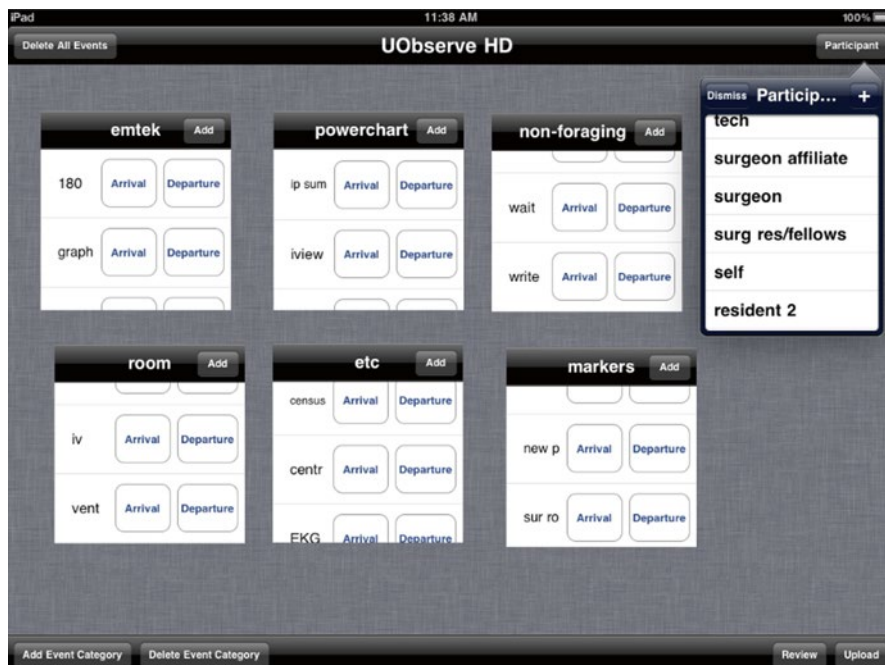 iPad 11:38 AM 100%
Delete All Events UObserve HD Participant
Dismiss Particip... +
tech
surgeon affiliate
surgeon
surg res/fellows
self
resident 2
emtek Add
180 Arrival Departure
graph Arrival Departure
powerchart Add
ip sum Arrival Departure
iview Arrival Departure
non-foraging Add
wait Arrival Departure
write Arrival Departure
room Add
iv Arrival Departure
vent Arrival Departure
etc Add
census Arrival Departure
centr Arrival Departure
EKG Arrival Departure
markers Add
new p Arrival Departure
sur ro Arrival Departure
Add Event Category Delete Event Category Review Upload